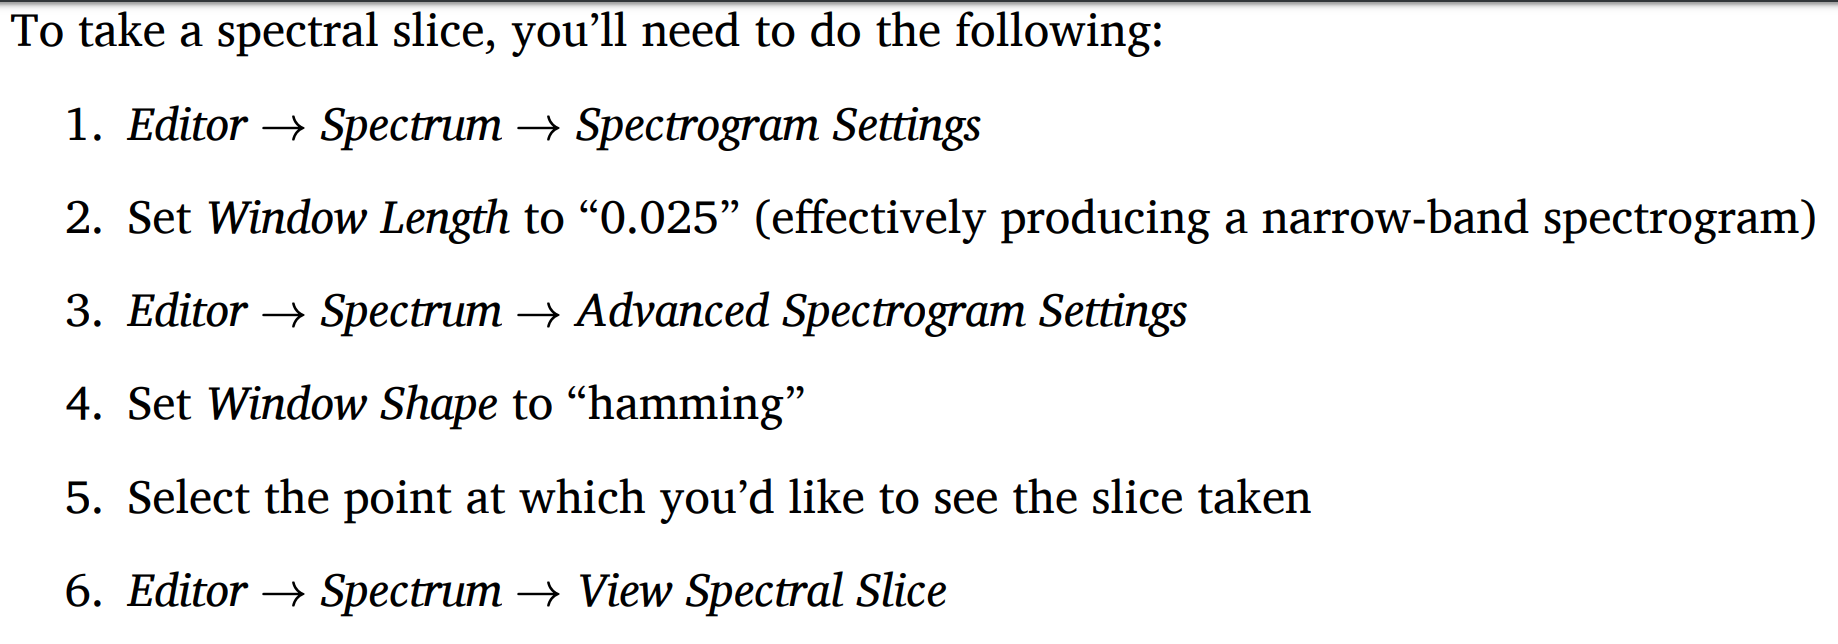 To take a spectral slice, you’ll need to do the following:
1. Editor → Spectrum → Spectrogram Settings
2. Set Window Length to “0.025” (effectively producing a narrow-band spectrogram)
3. Editor → Spectrum → Advanced Spectrogram Settings
4. Set Window Shape to “hamming”
5. Select the point at which you’d like to see the slice taken
6. Editor → Spectrum → View Spectral Slice